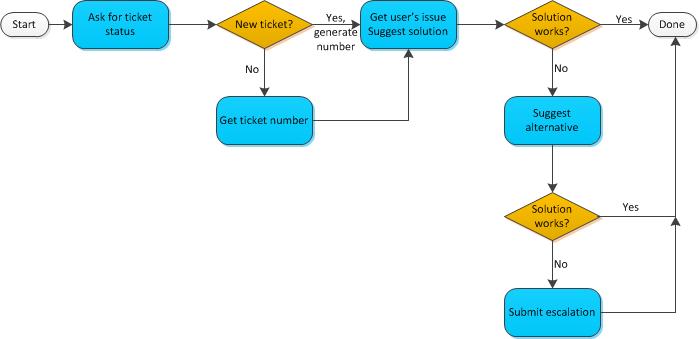 Start
Ask for ticket
status
New ticket?
Yes,
generate
number
Get user's issue
Suggest solution
Solution
works?
Yes
Done
No
Get ticket number
No
Suggest
alternative
Solution
works?
Yes
No
Submit escalation